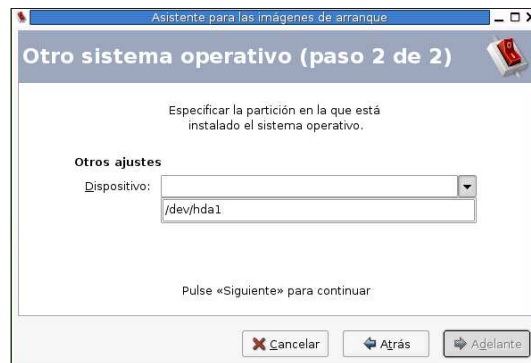 Asistente para las imágenes de arranque
Otro sistema operativo (paso 2 de 2)
Especificar la partición en la que está
instalado el sistema operativo.
Otros ajustes
Dispositivo:
/dev/hda1
Pulse «Siguiente» para continuar
Cancelar
Atrás
Adelante